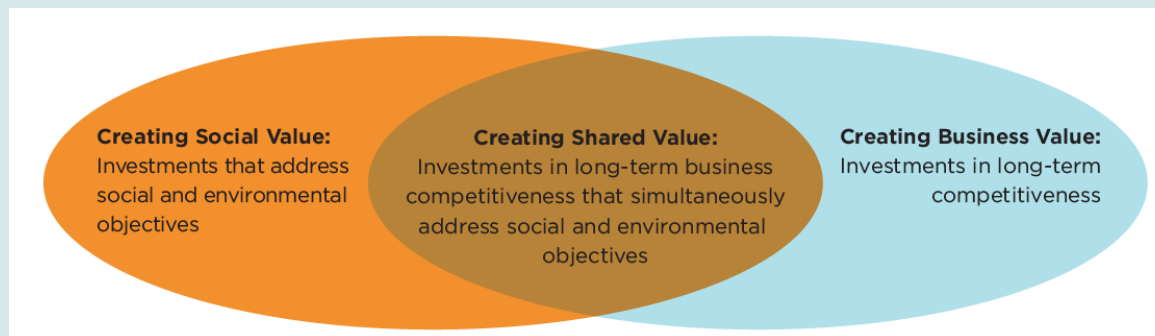 Creating Social Value:
Investments that address
social and environmental
objectives
Creating Shared Value:
Investments in long-term business
competitiveness that simultaneously
address social and environmental
objectives
Creating Business Value:
Investments in long-term
competitiveness